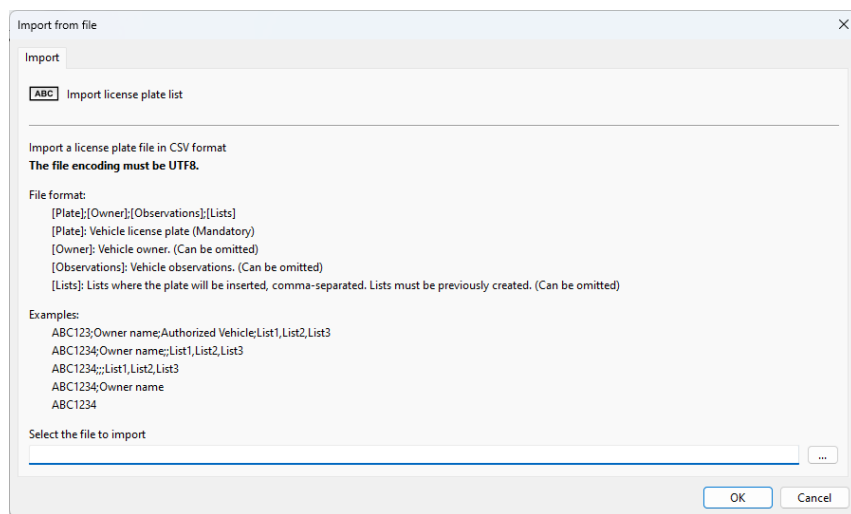 Import from file
Import
ABC Import license plate list
Import a license plate file in CSV format
The file encoding must be UTF8.
File format:
[Plate];[Owner];[Observations];[Lists]
[Plate]: Vehicle license plate (Mandatory)
[Owner]: Vehicle owner. (Can be omitted)
[Observations]: Vehicle observations. (Can be omitted)
[Lists]: Lists where the plate will be inserted, comma-separated. Lists must be previously created. (Can be omitted)
Examples:
ABC123;Owner name;Authorized Vehicle;List1,List2,List3
ABC1234;Owner name;;List1,List2,List3
ABC1234;;;List1,List2,List3
ABC1234;Owner name
ABC1234
Select the file to import
...
OK Cancel